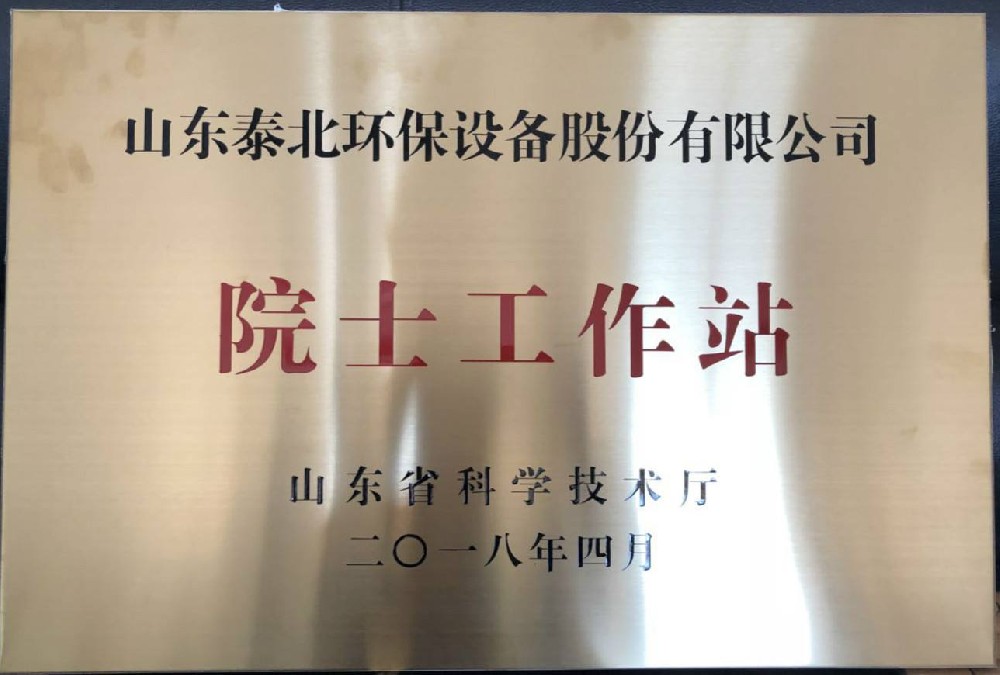 山东泰北环保设备股份有限公司
院士工作站
山东省科学技术厅
二〇一八年四月